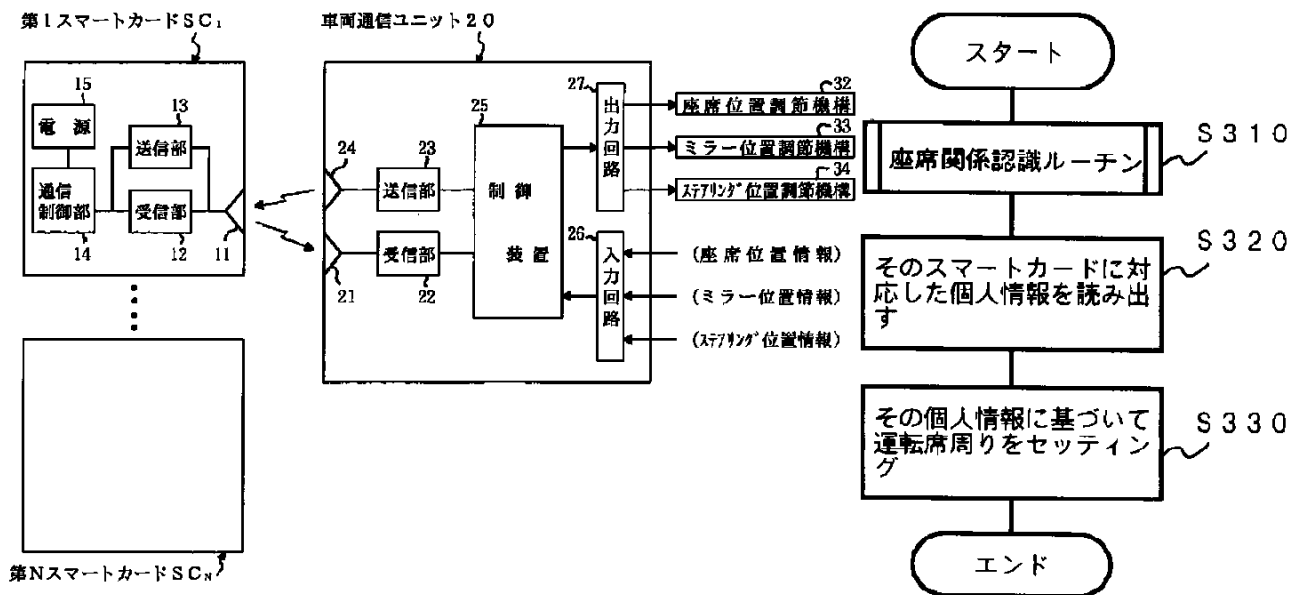 第1スマートカードSC₁
15
電源
13
送信部
通信
制御部
14
受信部
12
11
第NスマートカードSC_N
車両通信ユニット20
24
23
送信部
21
受信部
22
25
制御
装置
27
出力回路
26
入力回路
32
座席位置調節機構
33
ミラー位置調節機構
34
ステアリング位置調節機構
(座席位置情報)
(ミラー位置情報)
(ステアリング位置情報)
スタート
座席関係認識ルーチン
S310
そのスマートカードに対
応した個人情報を読み出
す
S320
その個人情報に基づいて
運転席周りをセッティン
グ
S330
エンド